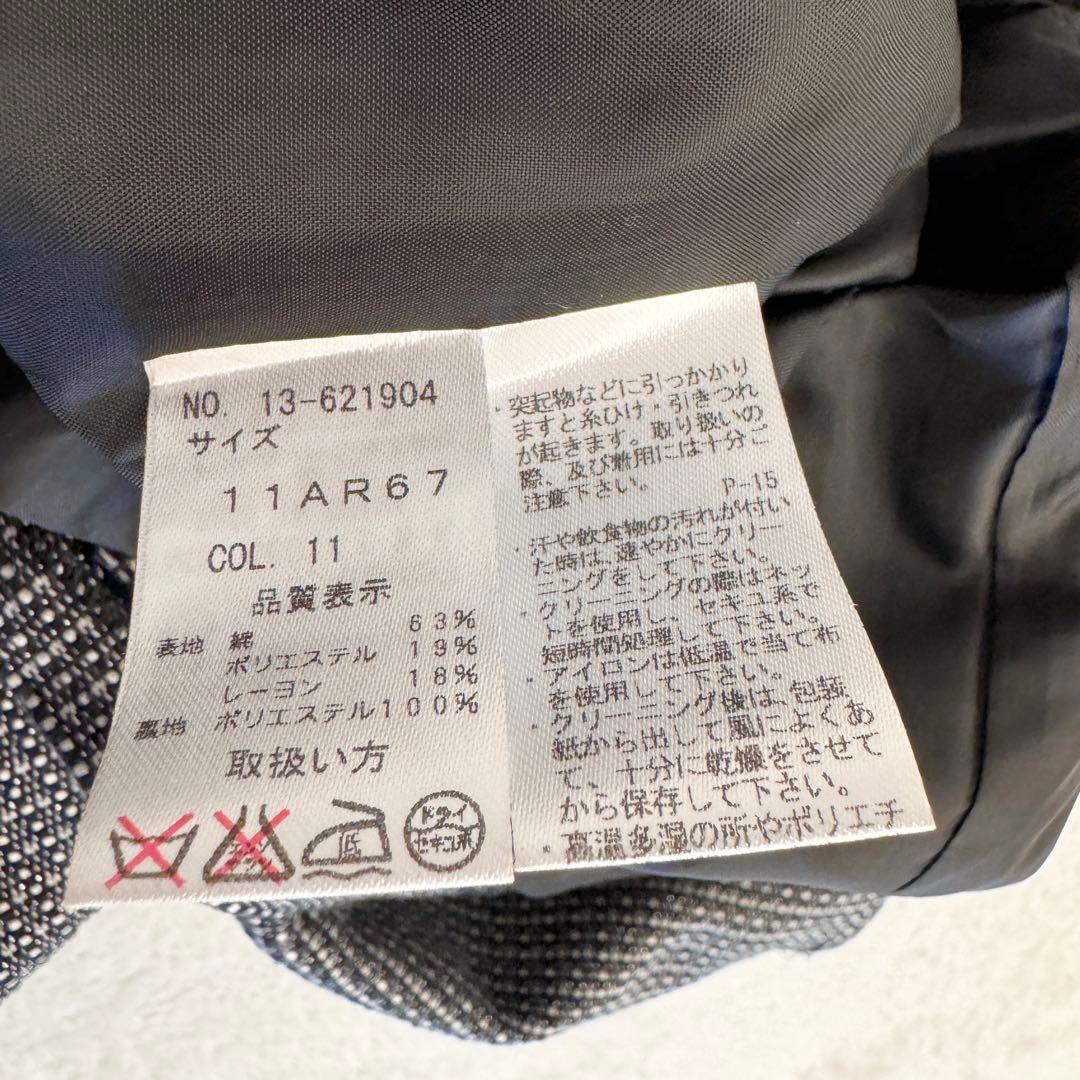 NO. 13-621904
サイズ
11AR67
COL. 11
品質表示
表地 綿 63%
ポリエステル 19%
レーヨン 18%
裏地 ポリエステル100%
取扱い方
低
ドライ
セキユ系
・突起物などに引っかかり
ますと糸ひけ・引きつれ
が起きます。取り扱いの
際、及び着用には十分ご
注意下さい。 P-15
・汗や飲食物の汚れが付い
た時は、速やかにクリー
ニングをして下さい。
・クリーニングの際はネッ
トを使用し、セキユ系で
短時間処理して下さい。
・アイロンは低温で当て布
を使用して下さい。
・クリーニング後は、包装
紙から出して風によくあ
て、十分に乾燥をさせて
から保存して下さい。
・高温多湿の所やポリエチ